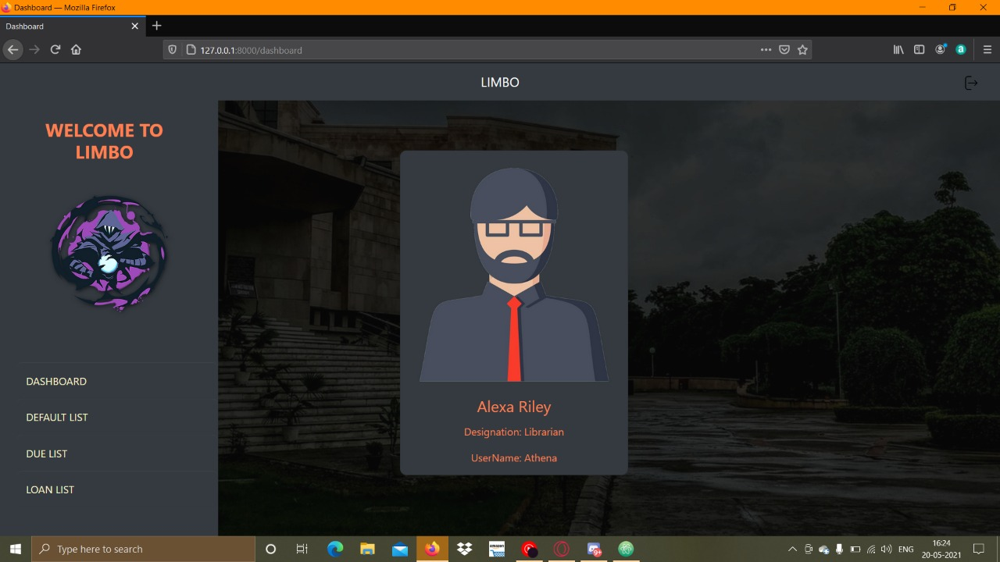 Dashboard — Mozilla Firefox
Dashboard
127.0.0.1:8000/dashboard
LIMBO
WELCOME TO
LIMBO
DASHBOARD
DEFAULT LIST
DUE LIST
LOAN LIST
Alexa Riley
Designation: Librarian
UserName: Athena
Type here to search
amazon
ENG
16:24
20-05-2021